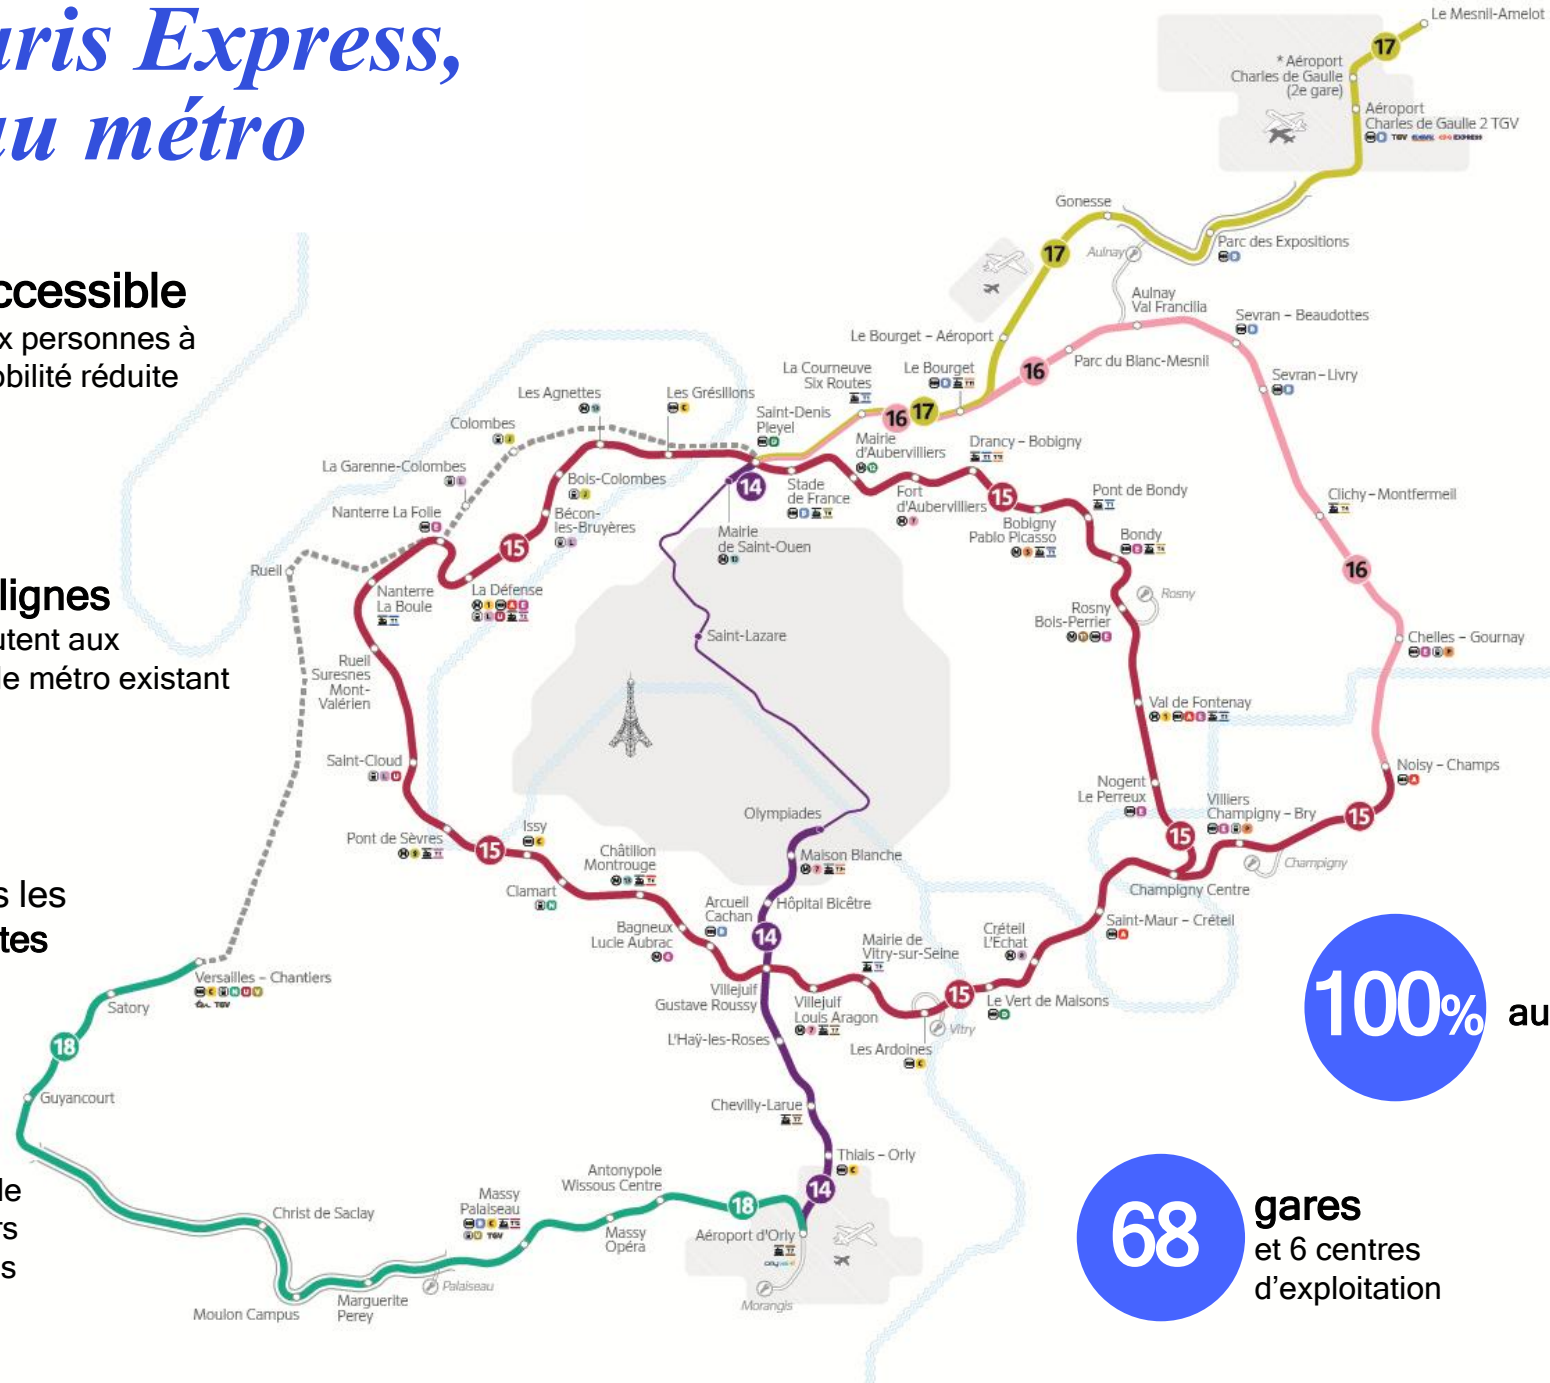 aris Express,
au métro
ccessible
x personnes à
obilité réduite
lignes
utent aux
de métro existant
s les
tes
de
rs
s
Le Mesnil-Amelot
17
* Aéroport
Charles de Gaulle
(2e gare)
Aéroport
Charles de Gaulle 2 TGV
TGV
EXPRESS
Gonesse
17
Aulnay
Parc des Expositions
Aulnay
Val Francilia
Sevran – Beaudottes
Le Bourget – Aéroport
Parc du Blanc-Mesnil
La Courneuve
Six Routes
Le Bourget
16
Sevran – Livry
16
17
Les Agnettes
Les Grésillons
Saint-Denis
Pleyel
Mairie
d'Aubervilliers
Drancy – Bobigny
Colombes
La Garenne-Colombes
Bois-Colombes
14
Stade
de France
Fort
d'Aubervilliers
15
Pont de Bondy
Clichy – Montfermeil
Nanterre La Folie
Bécon-
les-Bruyères
Mairie
de Saint-Ouen
Bobigny
Pablo Picasso
Bondy
15
16
Rueil
Nanterre
La Boule
La Défense
Rosny
Rosny
Bois-Perrier
Saint-Lazare
Chelles – Gournay
Rueil
Suresnes
Mont-
Valérien
Val de Fontenay
Saint-Cloud
Noisy – Champs
Nogent
Le Perreux
Villiers
Champigny – Bry
15
Olympiades
Pont de Sèvres
15
Issy
Châtillon
Montrouge
Maison Blanche
15
Champigny
Clamart
Champigny Centre
Arcueil
Cachan
Hôpital Bicêtre
Bagneux
Lucie Aubrac
14
Mairie de
Vitry-sur-Seine
Créteil
L'Échat
Saint-Maur – Créteil
Versailles – Chantiers
TGV
Satory
Villejuif
Gustave Roussy
Villejuif
Louis Aragon
15
Le Vert de Maisons
Vitry
100% au
18
L'Haÿ-les-Roses
Les Ardoines
Guyancourt
Chevilly-Larue
Thiais – Orly
14
Antonypole
Wissous Centre
18
Massy
Palaiseau
TGV
Christ de Saclay
Massy
Opéra
Aéroport d'Orly
68
gares
et 6 centres
d'exploitation
Palaiseau
Morangis
Moulon Campus
Marguerite
Perey